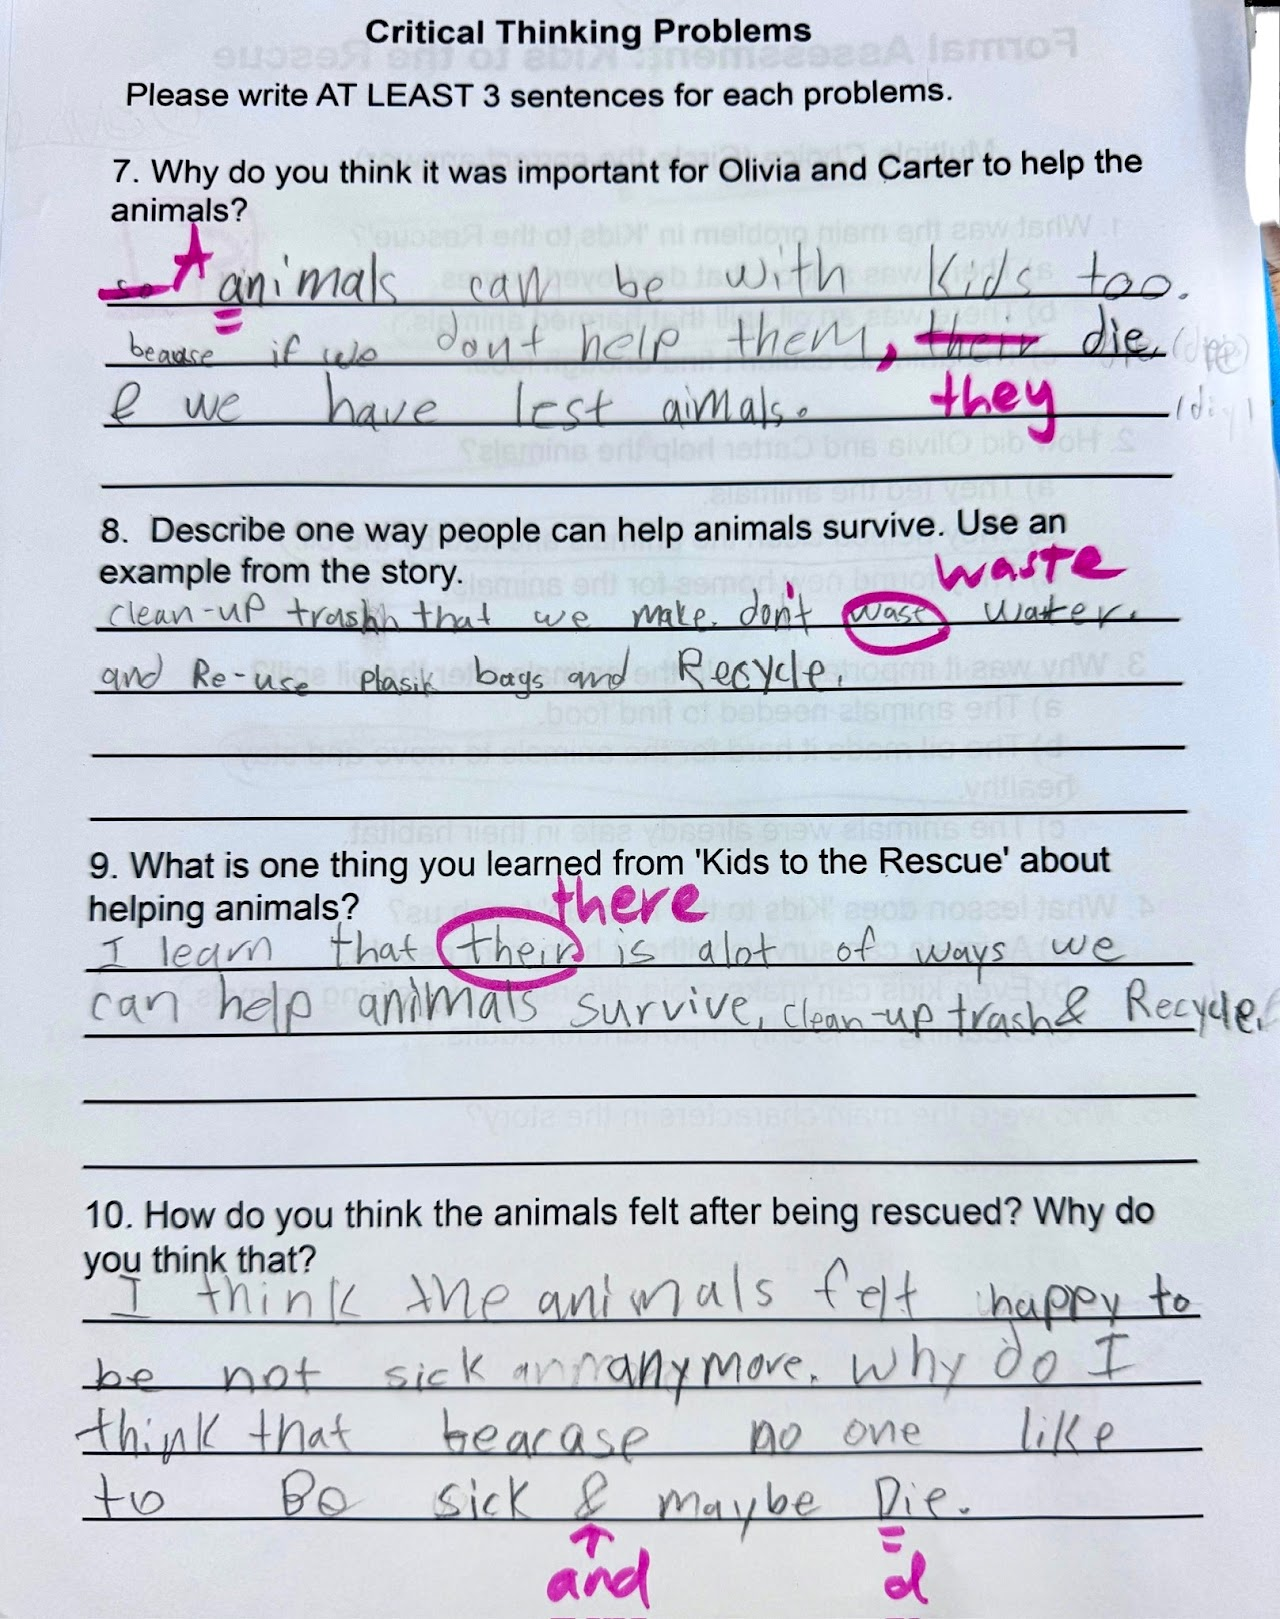 Critical Thinking Problems
Please write AT LEAST 3 sentences for each problems.
7. Why do you think it was important for Olivia and Carter to help the
animals?
so A animals can be with kids too.
beause if we dont help them, their die.
& we have lest aimals. they
8. Describe one way people can help animals survive. Use an
example from the story.
waste
clean-up trashh that we make. don't wast water.
and Re-use plasik bags and Recycle.
9. What is one thing you learned from 'Kids to the Rescue' about
helping animals?
there
I learn that their is alot of ways we
can help animals survive, clean-up trash & Recycle.
10. How do you think the animals felt after being rescued? Why do
you think that?
I think the animals felt happy to
be not sick anymore. Why do I
think that bearcase no one like
to Be sick & maybe Die.
and d